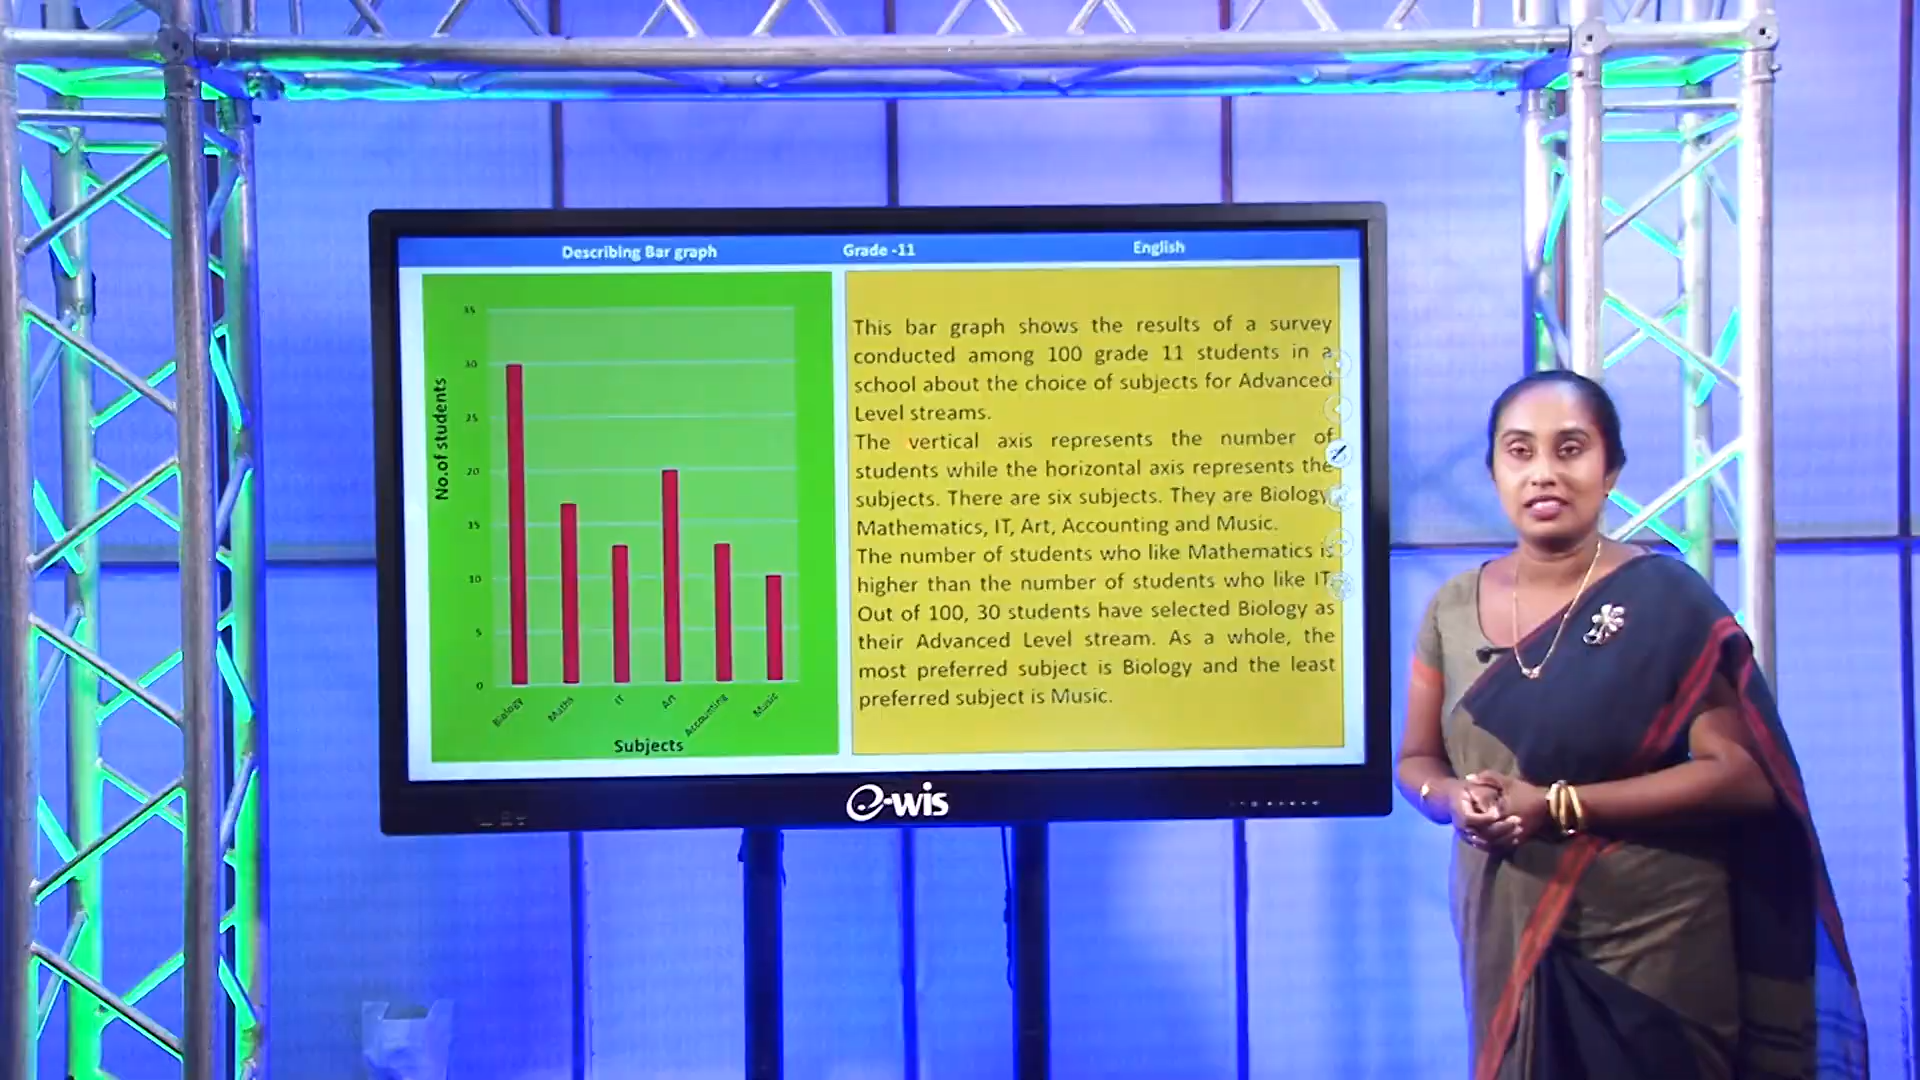 Describing Bar graph Grade -11 English
35
30
25
20
15
10
5
0
No.of students
Biology Maths IT Art Accounting Music
Subjects
This bar graph shows the results of a survey
conducted among 100 grade 11 students in a
school about the choice of subjects for Advanced
Level streams.
The vertical axis represents the number of
students while the horizontal axis represents the
subjects. There are six subjects. They are Biology,
Mathematics, IT, Art, Accounting and Music.
The number of students who like Mathematics is
higher than the number of students who like IT.
Out of 100, 30 students have selected Biology as
their Advanced Level stream. As a whole, the
most preferred subject is Biology and the least
preferred subject is Music.
e-wis